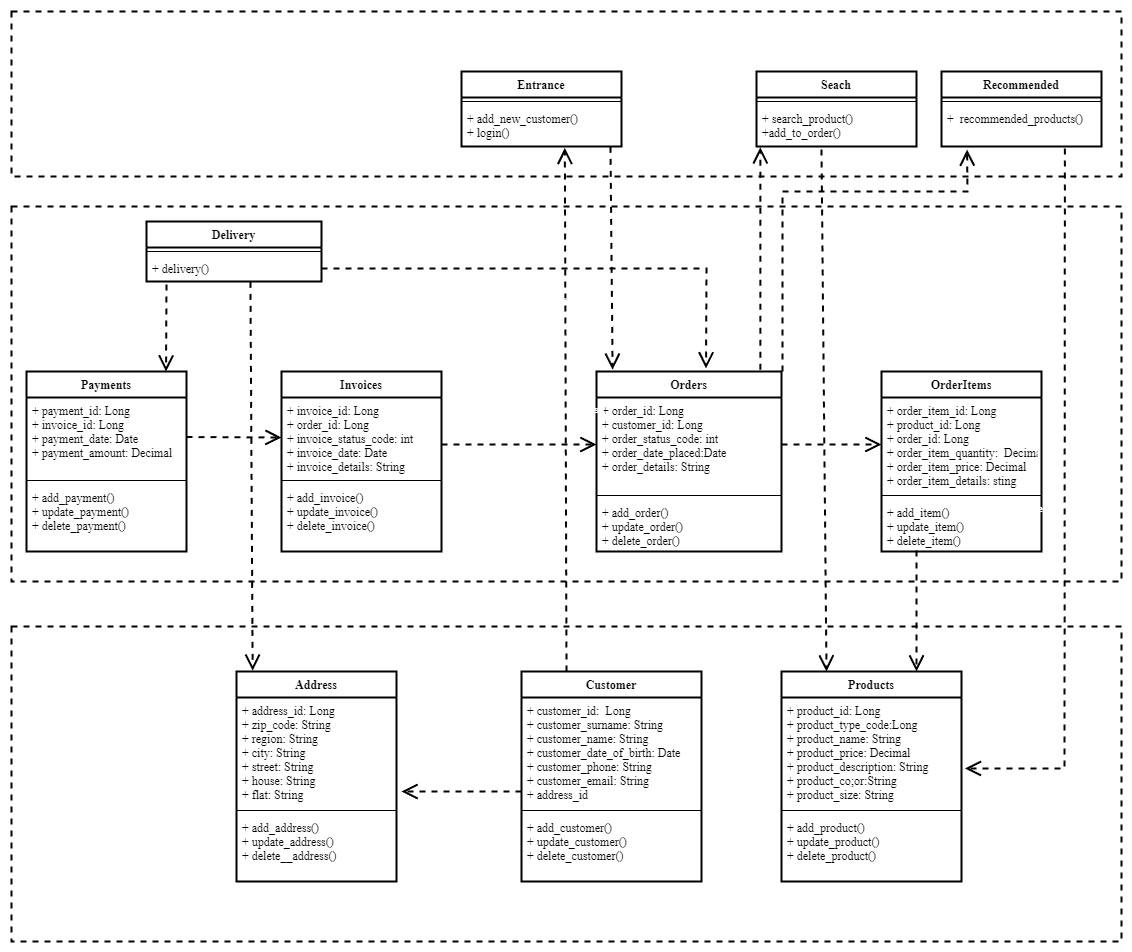 Entrance
+ add_new_customer()
+ login()
Seach
+ search_product()
+add_to_order()
Recommended
+ recommended_products()
Delivery
+ delivery()
Payments
+ payment_id: Long
+ invoice_id: Long
+ payment_date: Date
+ payment_amount: Decimal
+ add_payment()
+ update_payment()
+ delete_payment()
Invoices
+ invoice_id: Long
+ order_id: Long
+ invoice_status_code: int
+ invoice_date: Date
+ invoice_details: String
+ add_invoice()
+ update_invoice()
+ delete_invoice()
Orders
+ order_id: Long
+ customer_id: Long
+ order_status_code: int
+ order_date_placed:Date
+ order_details: String
+ add_order()
+ update_order()
+ delete_order()
OrderItems
+ order_item_id: Long
+ product_id: Long
+ order_id: Long
+ order_item_quantity: Decima
+ order_item_price: Decimal
+ order_item_details: sting
+ add_item()
+ update_item()
+ delete_item()
Address
+ address_id: Long
+ zip_code: String
+ region: String
+ city: String
+ street: String
+ house: String
+ flat: String
+ add_address()
+ update_address()
+ delete__address()
Customer
+ customer_id: Long
+ customer_surname: String
+ customer_name: String
+ customer_date_of_birth: Date
+ customer_phone: String
+ customer_email: String
+ address_id
+ add_customer()
+ update_customer()
+ delete_customer()
Products
+ product_id: Long
+ product_type_code:Long
+ product_name: String
+ product_price: Decimal
+ product_description: String
+ product_co;or:String
+ product_size: String
+ add_product()
+ update_product()
+ delete_product()